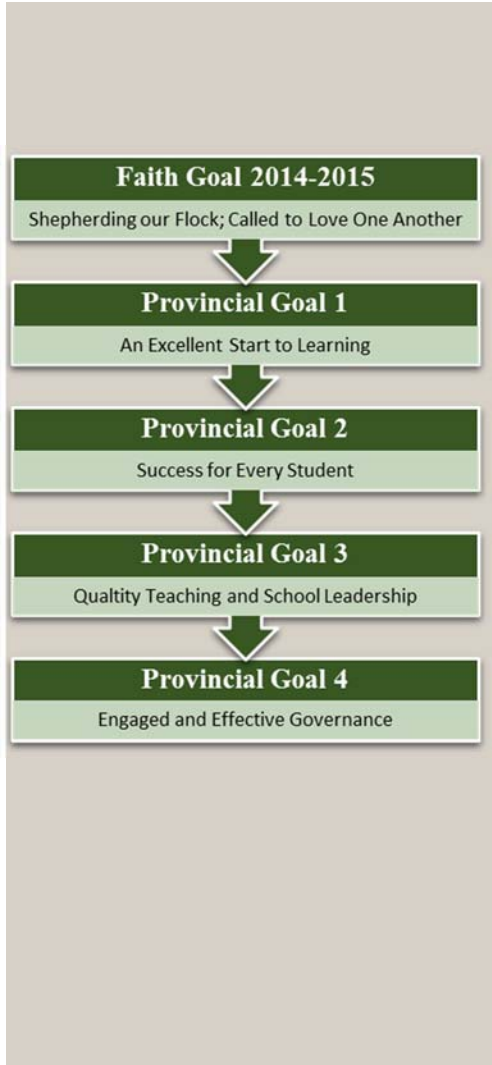 Faith Goal 2014-2015
Shepherding our Flock; Called to Love One Another
Provincial Goal 1
An Excellent Start to Learning
Provincial Goal 2
Success for Every Student
Provincial Goal 3
Qualtity Teaching and School Leadership
Provincial Goal 4
Engaged and Effective Governance